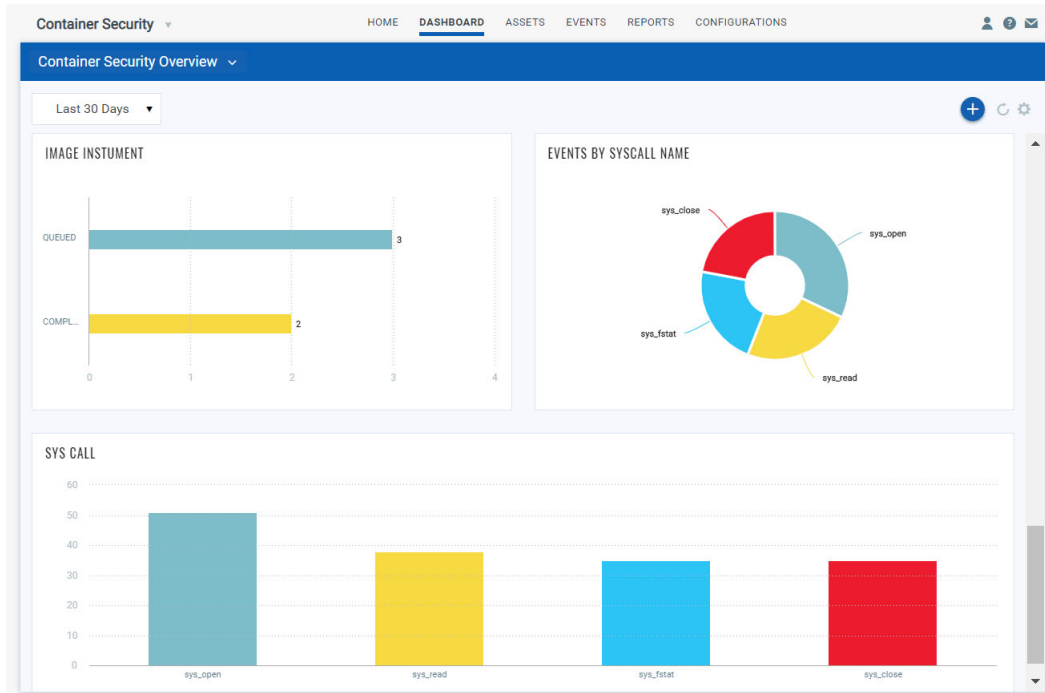 Container Security
HOME DASHBOARD ASSETS EVENTS REPORTS CONFIGURATIONS
Container Security Overview
Last 30 Days
IMAGE INSTUMENT
QUEUED
3
COMPL...
2
0 1 2 3 4
EVENTS BY SYSCALL NAME
sys_close
sys_open
sys_fstat
sys_read
SYS CALL
60
50
40
30
20
10
0
sys_open sys_read sys_fstat sys_close